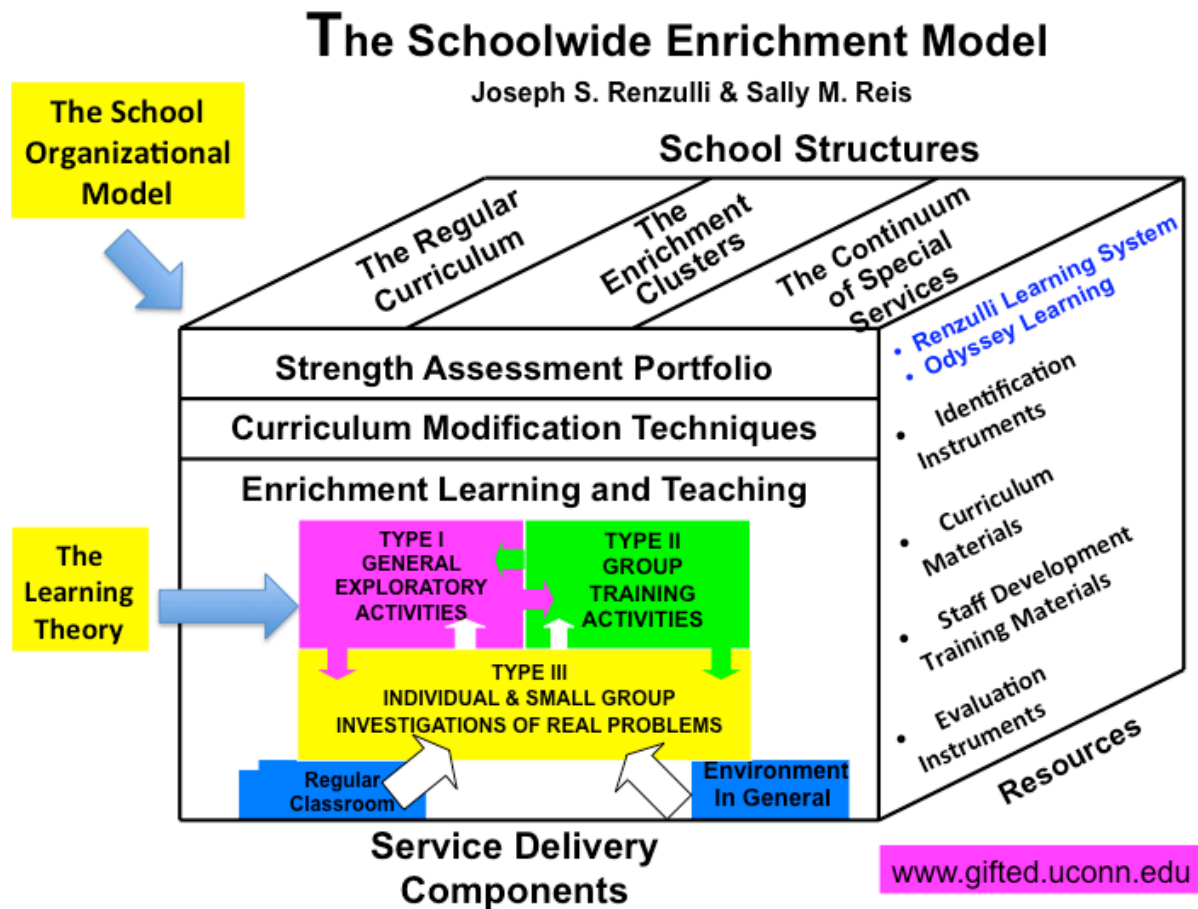 The Schoolwide Enrichment Model
Joseph S. Renzulli & Sally M. Reis
The School
Organizational
Model
School Structures
The Regular
Curriculum
The
Enrichment
Clusters
The Continuum
of Special
Services
Strength Assessment Portfolio
Curriculum Modification Techniques
Enrichment Learning and Teaching
The
Learning
Theory
TYPE I
GENERAL
EXPLORATORY
ACTIVITIES
TYPE II
GROUP
TRAINING
ACTIVITIES
TYPE III
INDIVIDUAL & SMALL GROUP
INVESTIGATIONS OF REAL PROBLEMS
Regular
Classroom
Environment
In General
Service Delivery
Components
• Renzulli Learning System
• Odyssey Learning
• Identification
Instruments
• Curriculum
Materials
• Staff Development
Training Materials
• Evaluation
Instruments
Resources
www.gifted.uconn.edu